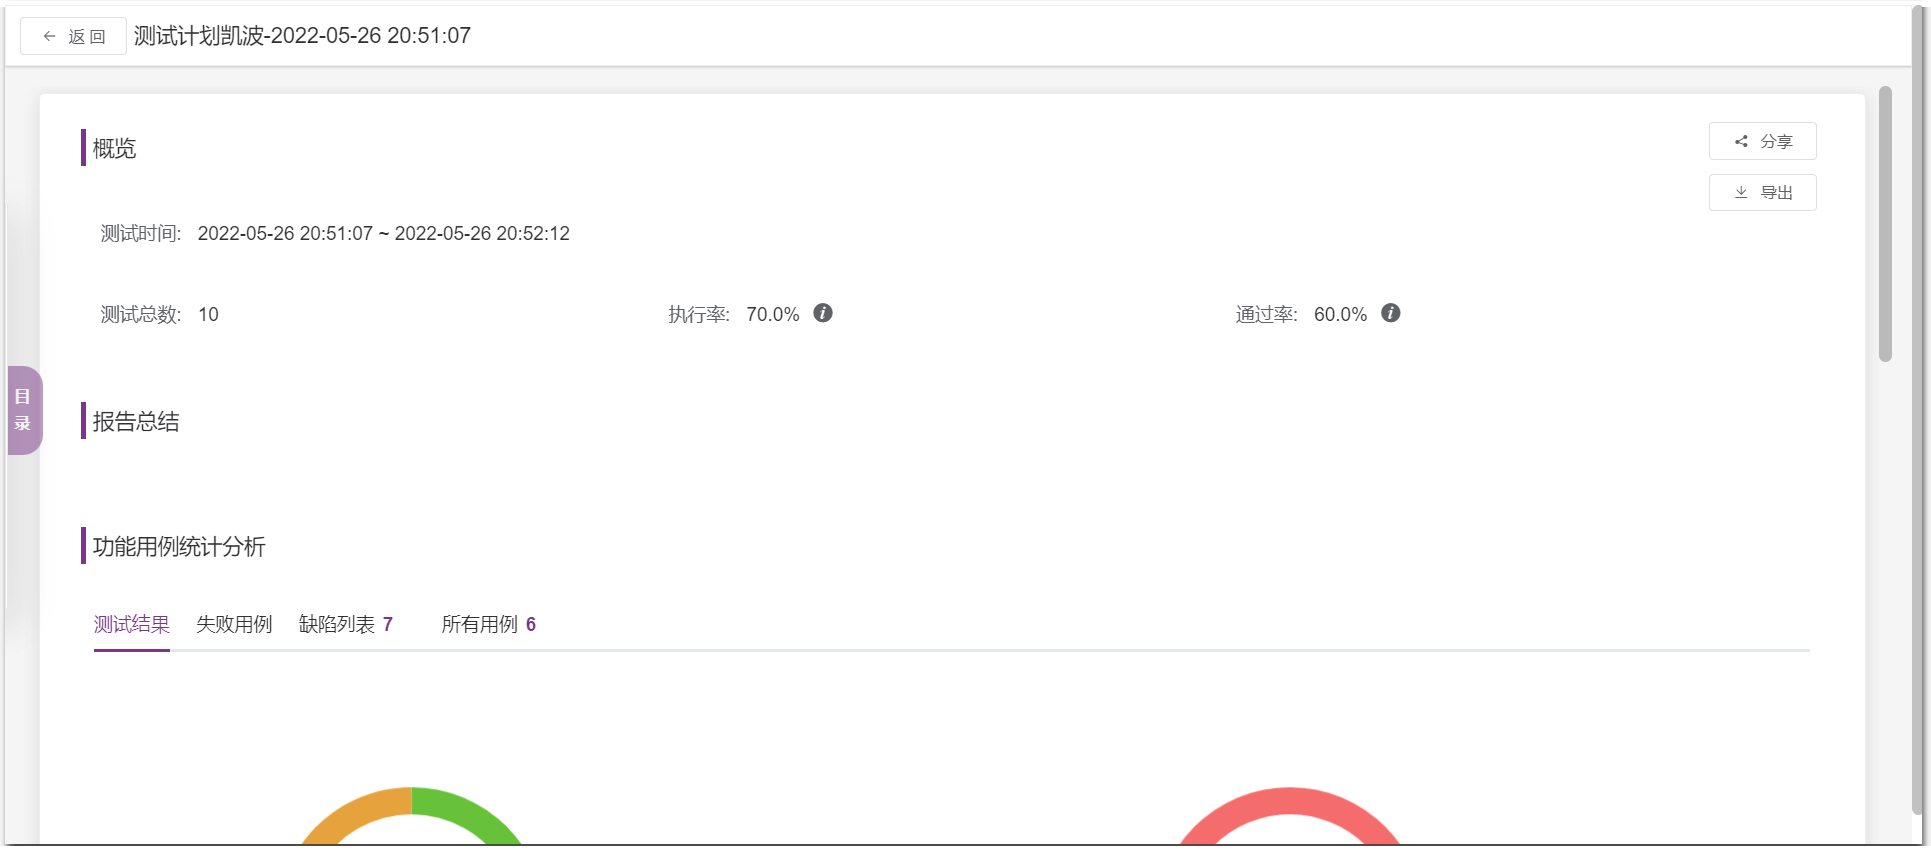 返回 测试计划凯波-2022-05-26 20:51:07
概览
分享
导出
测试时间: 2022-05-26 20:51:07 ~ 2022-05-26 20:52:12
测试总数: 10 执行率: 70.0% 通过率: 60.0%
目录
报告总结
功能用例统计分析
测试结果 失败用例 缺陷列表 7 所有用例 6